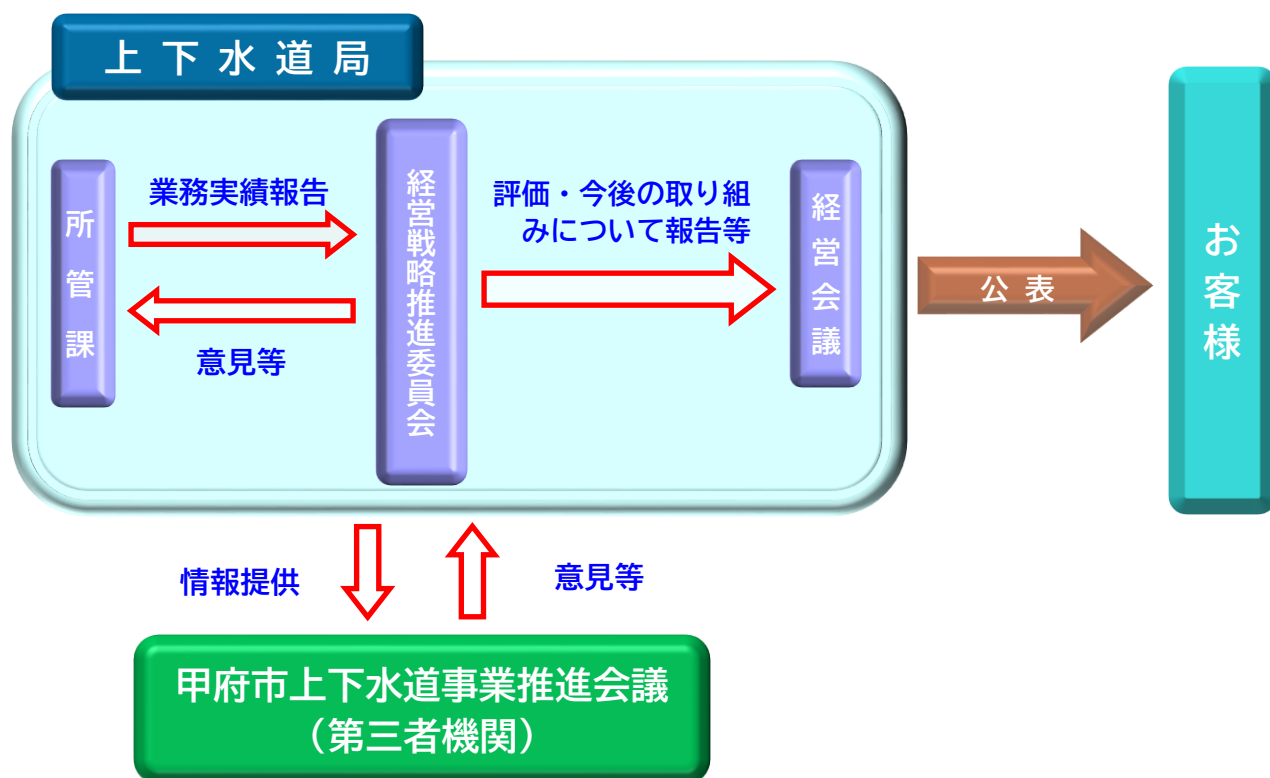 上下水道局
所管課
業務実績報告
意見等
経営戦略推進委員会
評価・今後の取り組
みについて報告等
経営会議
公表
お客様
情報提供
意見等
甲府市上下水道事業推進会議
（第三者機関）